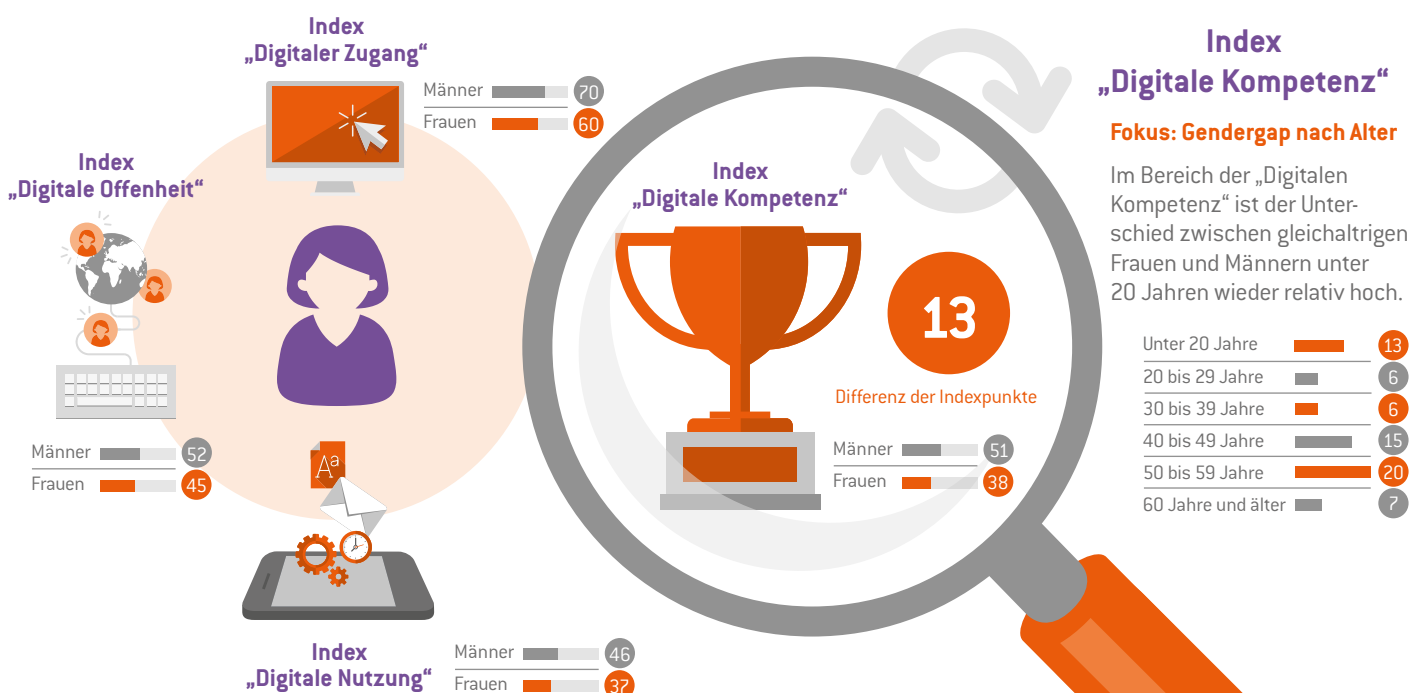 Index
„Digitaler Zugang“
Männer 70
Frauen 60
Index
„Digitale Offenheit“
Männer 52
Frauen 45
Aa
Index
„Digitale Nutzung“
Männer 46
Frauen 37
Index
„Digitale Kompetenz“
13
Differenz der Indexpunkte
Männer 51
Frauen 38
Index
„Digitale Kompetenz“
Fokus: Gendergap nach Alter
Im Bereich der „Digitalen
Kompetenz“ ist der Unter-
schied zwischen gleichaltrigen
Frauen und Männern unter
20 Jahren wieder relativ hoch.
Unter 20 Jahre 13
20 bis 29 Jahre 6
30 bis 39 Jahre 6
40 bis 49 Jahre 15
50 bis 59 Jahre 20
60 Jahre und älter 7